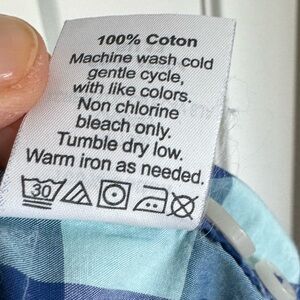 100% Coton
Machine wash cold
gentle cycle,
with like colors.
Non chlorine
bleach only.
Tumble dry low.
Warm iron as needed.
30